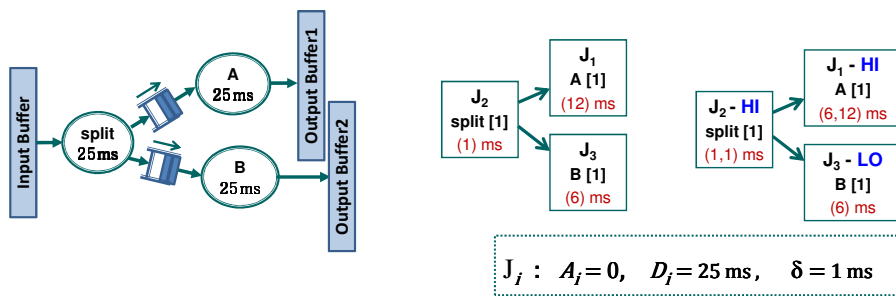 Input Buffer
split
25ms
A
25ms
B
25ms
Output Buffer1
Output Buffer2
J2
split [1]
(1) ms
J1
A [1]
(12) ms
J3
B [1]
(6) ms
J2 - HI
split [1]
(1,1) ms
J1 - HI
A [1]
(6,12) ms
J3 - LO
B [1]
(6) ms
Ji : Ai=0, Di=25 ms, δ=1 ms